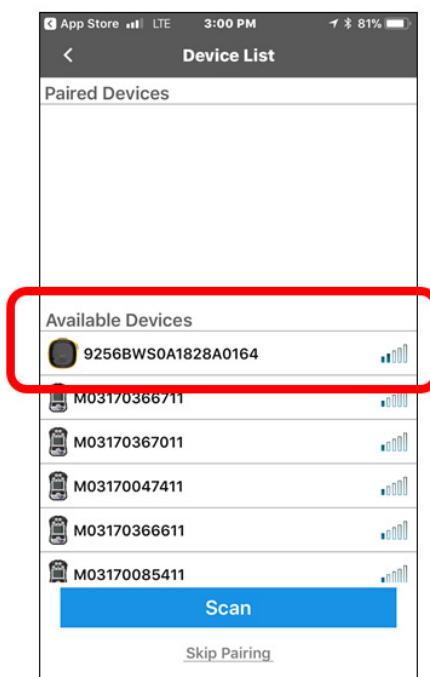 App Store LTE 3:00 PM 81%
Device List
Paired Devices
Available Devices
9256BWS0A1828A0164
M03170366711
M03170367011
M03170047411
M03170366611
M03170085411
Scan
Skip Pairing